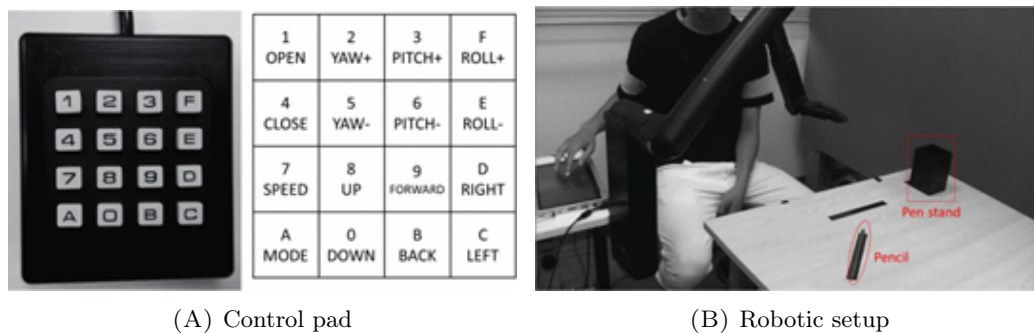 1 2 3 F
4 5 6 E
7 8 9 D
A 0 B C
1 2 3 F
OPEN YAW+ PITCH+ ROLL+
4 5 6 E
CLOSE YAW- PITCH- ROLL-
7 8 9 D
SPEED UP FORWARD RIGHT
A 0 B C
MODE DOWN BACK LEFT
Pen stand
Pencil
(A) Control pad
(B) Robotic setup